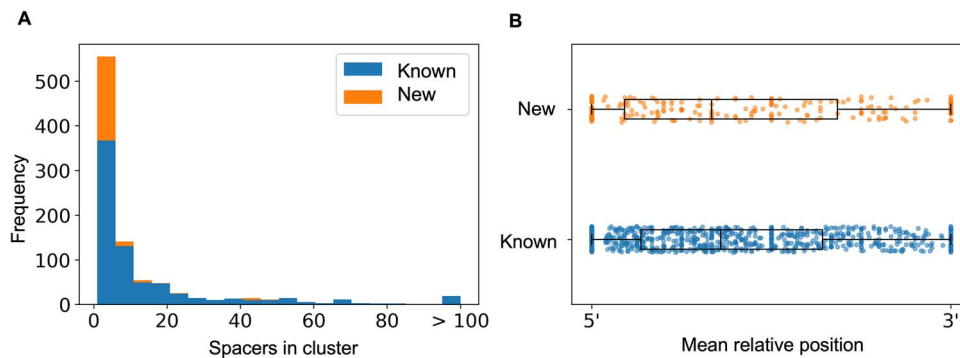 A
B
500
400
300
200
100
0
Frequency
Known
New
0
20
40
60
80
> 100
Spacers in cluster
New
Known
5'
3'
Mean relative position